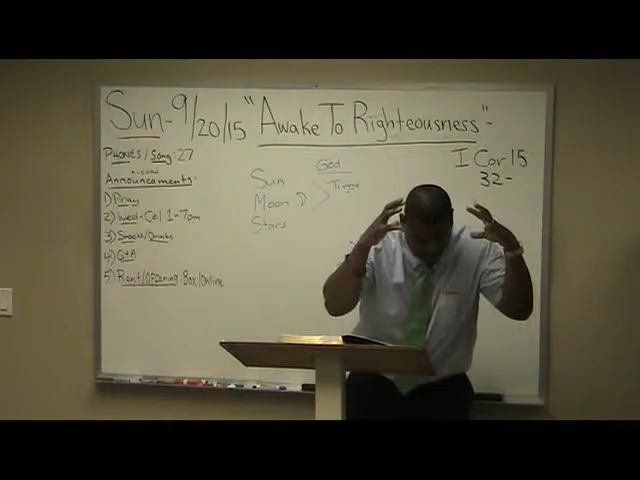 Sun-9/20/15 "Awake To Righteousness"-
PHONES/Song: 27
Announcements:
1) Pray
2) Wed-Col 1-7pm
3) Snacks/Drinks
4) Q+A
5) Rent/Offering Box/Online
God
Sun
Time
Moon
Stars
I Cor 15
32-